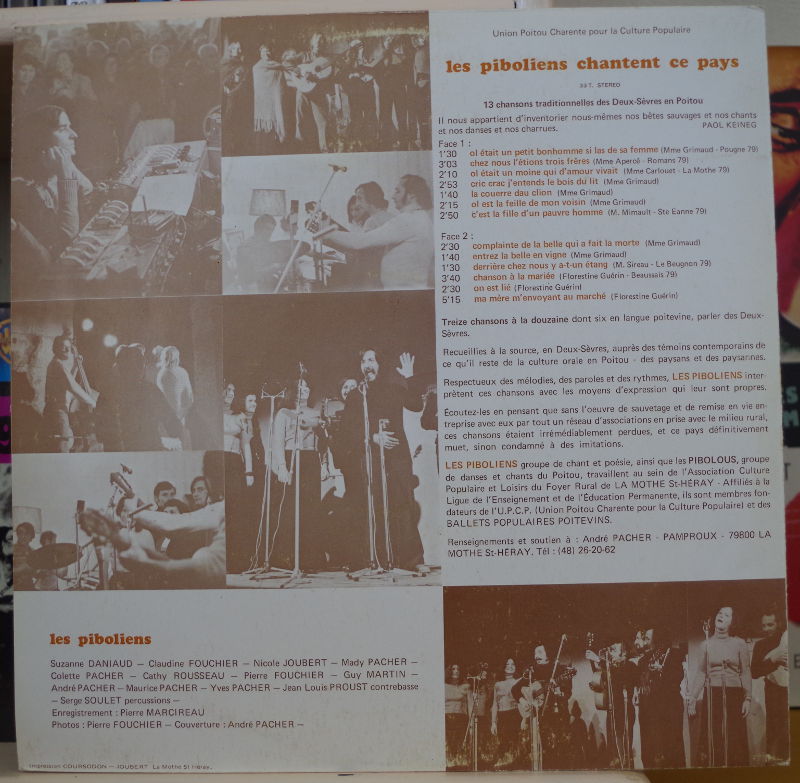 Union Poitou Charente pour la Culture Populaire
les piboliens chantent ce pays
33 T. STEREO
13 chansons traditionnelles des Deux-Sèvres en Poitou
Il nous appartient d'inventorier nous-mêmes nos bêtes sauvages et nos chants
et nos danses et nos charrues. PAOL KEINEG
Face 1 :
1'30 ol était un petit bonhomme si las de sa femme (Mme Grimaud - Pougne 79)
3'03 chez nous l'étions trois frères (Mme Apercé - Romans 79)
2'10 ol était un moine qui d'amour vivait (Mme Carlouet - La Mothe 79)
2'53 cric crac j'entends le bois du lit (Mme Grimaud)
1'40 la couerre dau clion (Mme Grimaud)
2'15 ol est la feille de mon voisin (Mme Grimaud)
2'50 c'est la fille d'un pauvre homme (M. Mimault - Ste Eanne 79)
Face 2 :
2'30 complainte de la belle qui a fait la morte (Mme Grimaud)
1'40 entrez la belle en vigne (Mme Grimaud)
1'30 derrière chez nous y a-t-un étang (M. Sireau - Le Beugnon 79)
3'40 chanson à la mariée (Florestine Guérin - Beaussais 79)
2'30 on est lié (Florestine Guérin)
5'15 ma mère m'envoyant au marché (Florestine Guérin)
Treize chansons à la douzaine dont six en langue poitevine, parler des Deux-
Sèvres.
Recueillies à la source, en Deux-Sèvres, auprès des témoins contemporains de
ce qu'il reste de la culture orale en Poitou - des paysans et des paysannes.
Respectueux des mélodies, des paroles et des rythmes, LES PIBOLIENS inter-
prètent ces chansons avec les moyens d'expression qui leur sont propres.
Écoutez-les en pensant que sans l'oeuvre de sauvetage et de remise en vie en-
treprise avec eux par tout un réseau d'associations en prise avec le milieu rural,
ces chansons étaient irrémédiablement perdues, et ce pays définitivement
muet, sinon condamné à des imitations.
LES PIBOLIENS groupe de chant et poésie, ainsi que les PIBOLOUS, groupe
de danses et chants du Poitou, travaillent au sein de l'Association Culture
Populaire et Loisirs du Foyer Rural de LA MOTHE St-HÉRAY - Affiliés à la
Ligue de l'Enseignement et de l'Éducation Permanente, ils sont membres fon-
dateurs de l'U.P.C.P. (Union Poitou Charente pour la Culture Populaire) et des
BALLETS POPULAIRES POITEVINS.
Renseignements et soutien à : André PACHER - PAMPROUX - 79800 LA
MOTHE St-HÉRAY. Tél : (48) 26-20-62
les piboliens
Suzanne DANIAUD — Claudine FOUCHIER — Nicole JOUBERT — Mady PACHER —
Colette PACHER — Cathy ROUSSEAU — Pierre FOUCHIER — Guy MARTIN —
André PACHER — Maurice PACHER — Yves PACHER — Jean Louis PROUST contrebasse
— Serge SOULET percussions —
Enregistrement : Pierre MARCIREAU
Photos : Pierre FOUCHIER — Couverture : André PACHER —
Impression COURSODON — JOUBERT La Mothe St Héray.